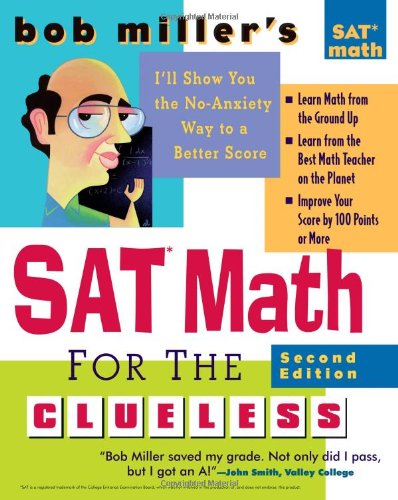 bob miller's
SAT*
math
I'll Show You
the No-Anxiety
Way to a
Better Score
Learn Math from
the Ground Up
Learn from the
Best Math Teacher
on the Planet
Improve Your
Score by 100 Points
or More
SAT* Math
FOR THE
Second
Edition
CLUELESS
"Bob Miller saved my grade. Not only did I pass,
but I got an A!"—John Smith, Valley College